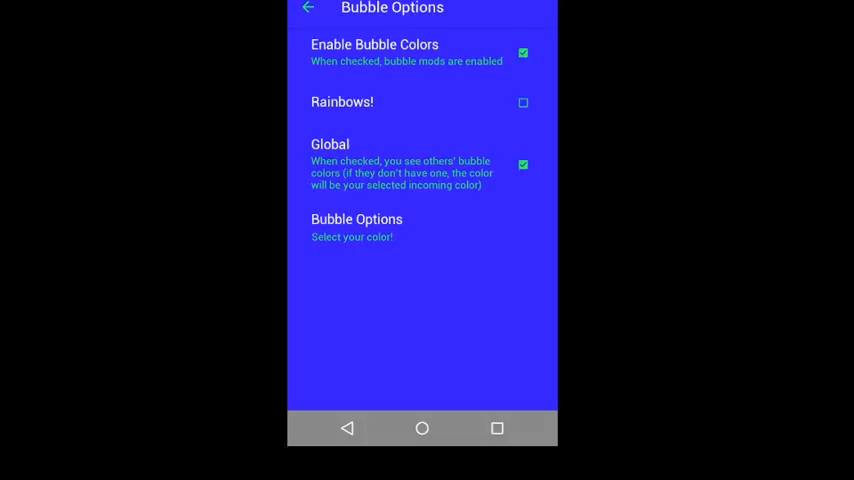 Bubble Options
Enable Bubble Colors
When checked, bubble mods are enabled
Rainbows!
Global
When checked, you see others' bubble
colors (if they don't have one, the color
will be your selected incoming color)
Bubble Options
Select your color!